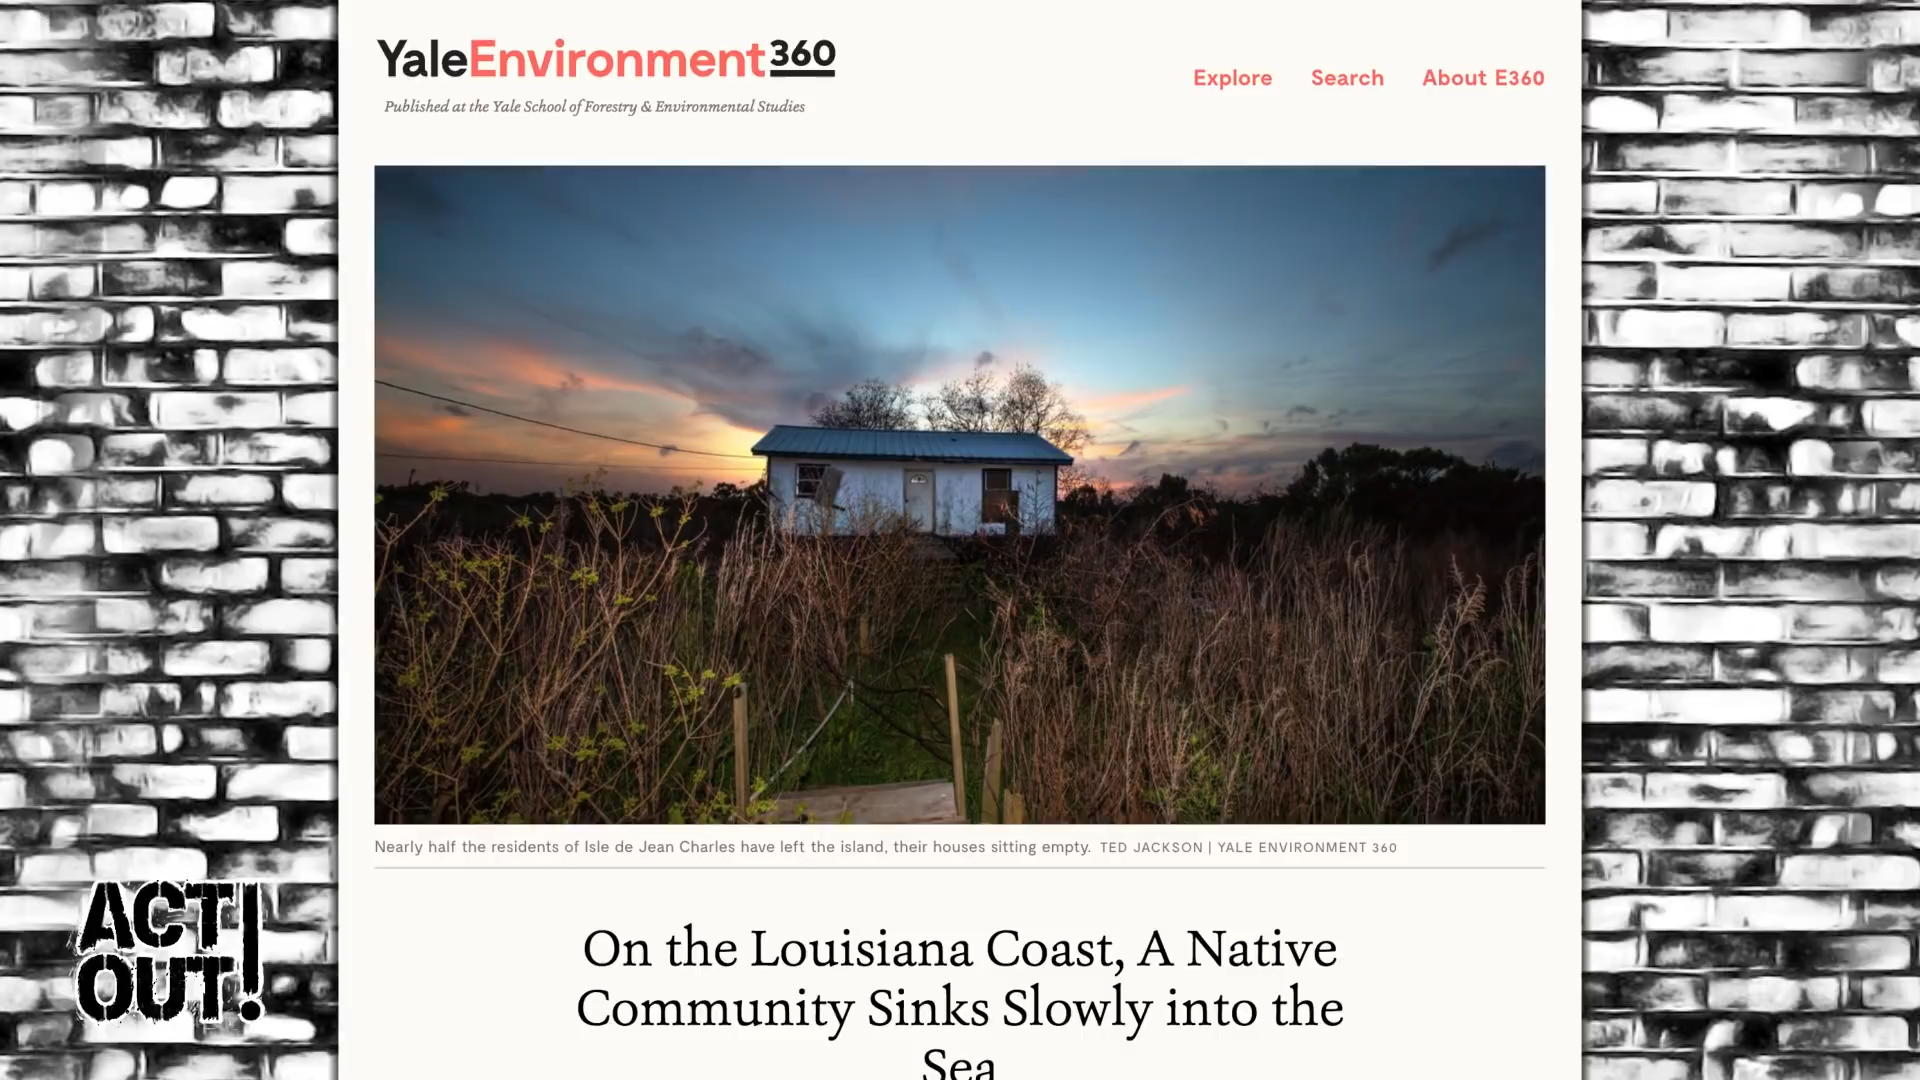 YaleEnvironment360
Published at the Yale School of Forestry & Environmental Studies
Explore Search About E360
Nearly half the residents of Isle de Jean Charles have left the island, their houses sitting empty. TED JACKSON | YALE ENVIRONMENT 360
On the Louisiana Coast, A Native
Community Sinks Slowly into the
Sea
ACT
OUT!